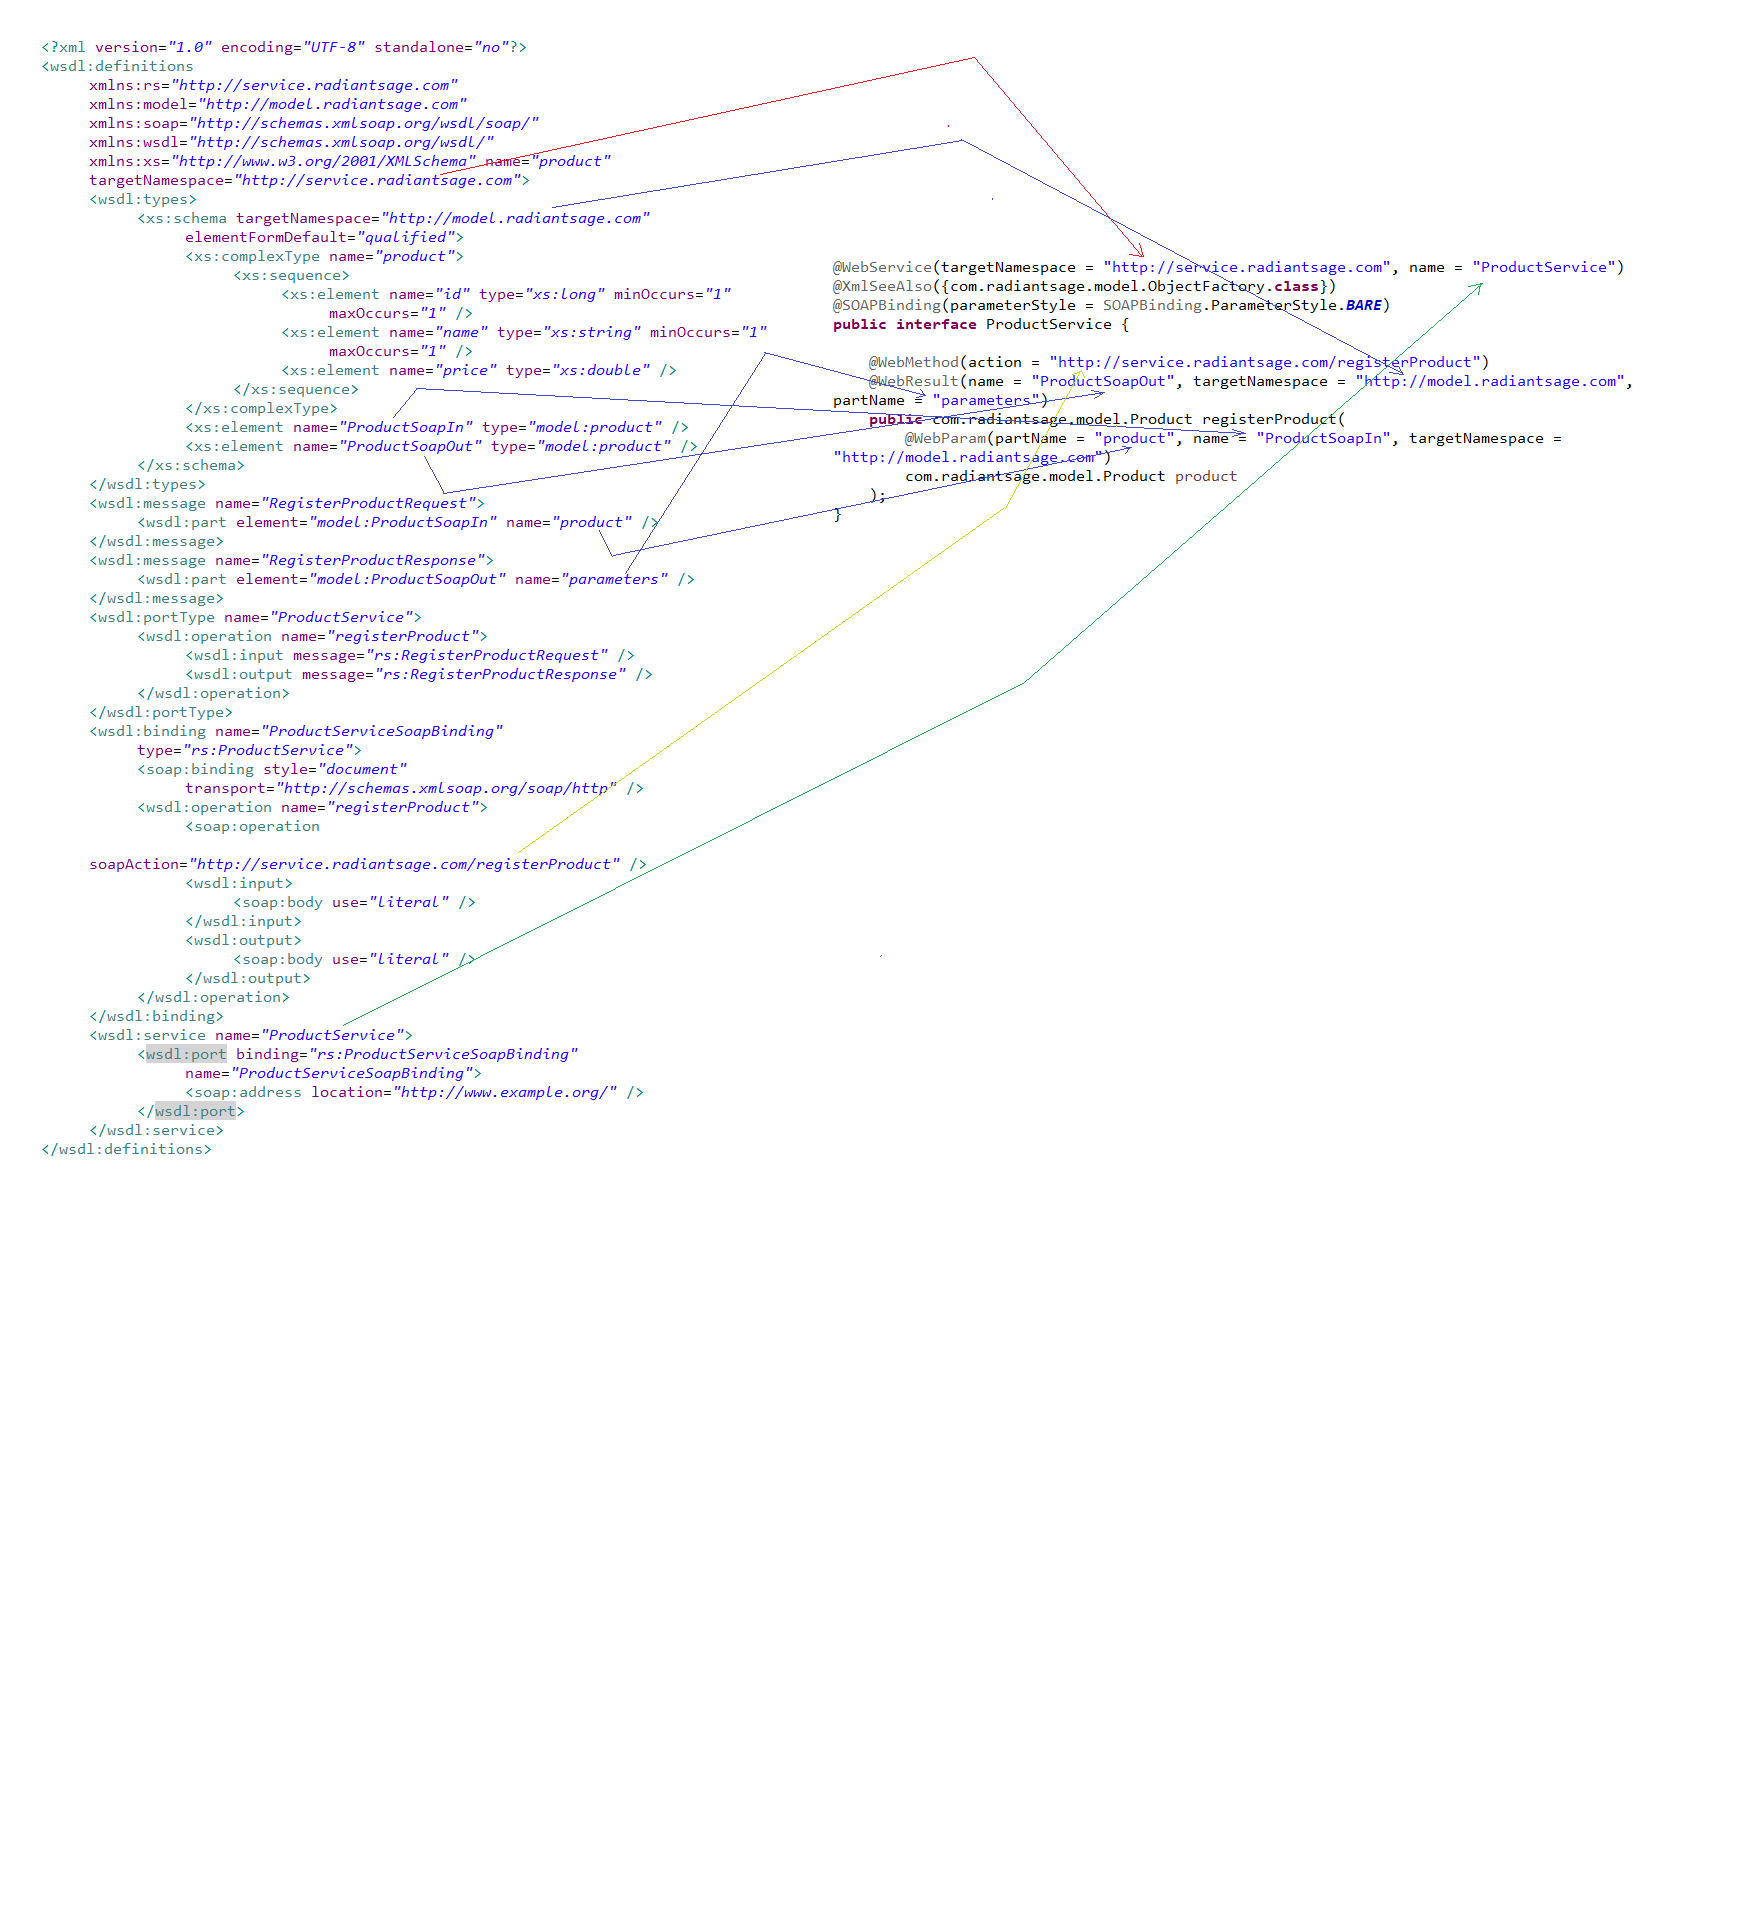 <?xml version="1.0" encoding="UTF-8" standalone="no"?>
<wsdl:definitions
xmlns:rs="http://service.radiantsage.com"
xmlns:model="http://model.radiantsage.com"
xmlns:soap="http://schemas.xmlsoap.org/wsdl/soap/"
xmlns:wsdl="http://schemas.xmlsoap.org/wsdl/"
xmlns:xs="http://www.w3.org/2001/XMLSchema" name="product"
targetNamespace="http://service.radiantsage.com">
<wsdl:types>
<xs:schema targetNamespace="http://model.radiantsage.com"
elementFormDefault="qualified">
<xs:complexType name="product">
<xs:sequence>
<xs:element name="id" type="xs:long" minOccurs="1"
maxOccurs="1" />
<xs:element name="name" type="xs:string" minOccurs="1"
maxOccurs="1" />
<xs:element name="price" type="xs:double" />
</xs:sequence>
</xs:complexType>
<xs:element name="ProductSoapIn" type="model:product" />
<xs:element name="ProductSoapOut" type="model:product" />
</xs:schema>
</wsdl:types>
<wsdl:message name="RegisterProductRequest">
<wsdl:part element="model:ProductSoapIn" name="product" />
</wsdl:message>
<wsdl:message name="RegisterProductResponse">
<wsdl:part element="model:ProductSoapOut" name="parameters" />
</wsdl:message>
<wsdl:portType name="ProductService">
<wsdl:operation name="registerProduct">
<wsdl:input message="rs:RegisterProductRequest" />
<wsdl:output message="rs:RegisterProductResponse" />
</wsdl:operation>
</wsdl:portType>
<wsdl:binding name="ProductServiceSoapBinding"
type="rs:ProductService">
<soap:binding style="document"
transport="http://schemas.xmlsoap.org/soap/http" />
<wsdl:operation name="registerProduct">
<soap:operation
soapAction="http://service.radiantsage.com/registerProduct" />
<wsdl:input>
<soap:body use="literal" />
</wsdl:input>
<wsdl:output>
<soap:body use="literal" />
</wsdl:output>
</wsdl:operation>
</wsdl:binding>
<wsdl:service name="ProductService">
<wsdl:port binding="rs:ProductServiceSoapBinding"
name="ProductServiceSoapBinding">
<soap:address location="http://www.example.org/" />
</wsdl:port>
</wsdl:service>
</wsdl:definitions>
@WebService(targetNamespace = "http://service.radiantsage.com", name = "ProductService")
@XmlSeeAlso({com.radiantsage.model.ObjectFactory.class})
@SOAPBinding(parameterStyle = SOAPBinding.ParameterStyle.BARE)
public interface ProductService {
@WebMethod(action = "http://service.radiantsage.com/registerProduct")
@WebResult(name = "ProductSoapOut", targetNamespace = "http://model.radiantsage.com",
partName = "parameters")
public com.radiantsage.model.Product registerProduct(
@WebParam(partName = "product", name = "ProductSoapIn", targetNamespace =
"http://model.radiantsage.com")
com.radiantsage.model.Product product
);
}